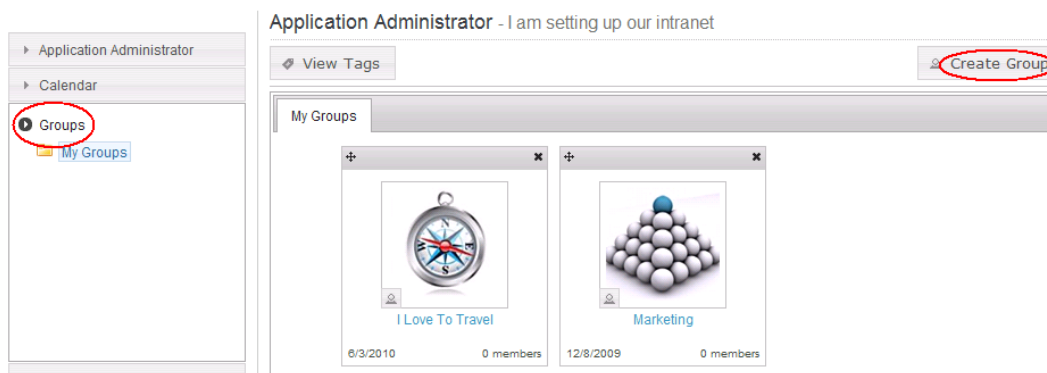 Application Administrator - I am setting up our intranet
Application Administrator
Calendar
Groups
My Groups
View Tags
Create Group
My Groups
N
E
S
W
I Love To Travel
6/3/2010 0 members
Marketing
12/8/2009 0 members